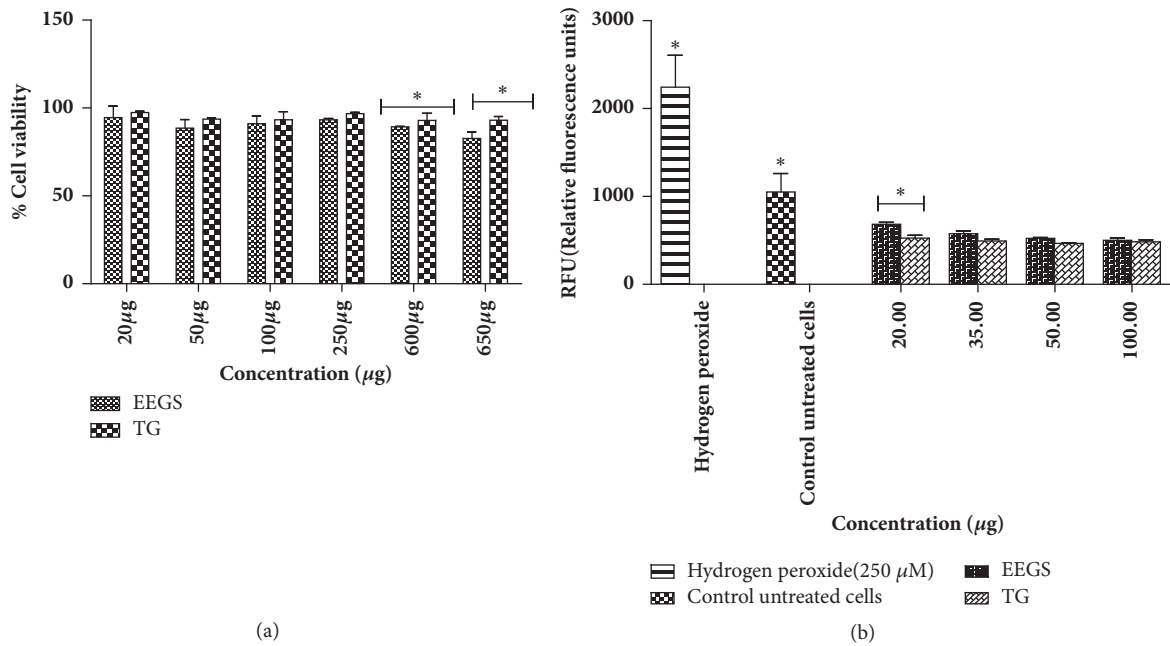 150
100
50
0
% Cell viability
*
*
20μg
50μg
100μg
250μg
600μg
650μg
Concentration (μg)
EEGS
TG
(a)
3000
2000
1000
0
RFU(Relative fluorescence units)
*
*
*
Hydrogen peroxide
Control untreated cells
20.00
35.00
50.00
100.00
Concentration (μg)
Hydrogen peroxide(250 μM)
Control untreated cells
EEGS
TG
(b)